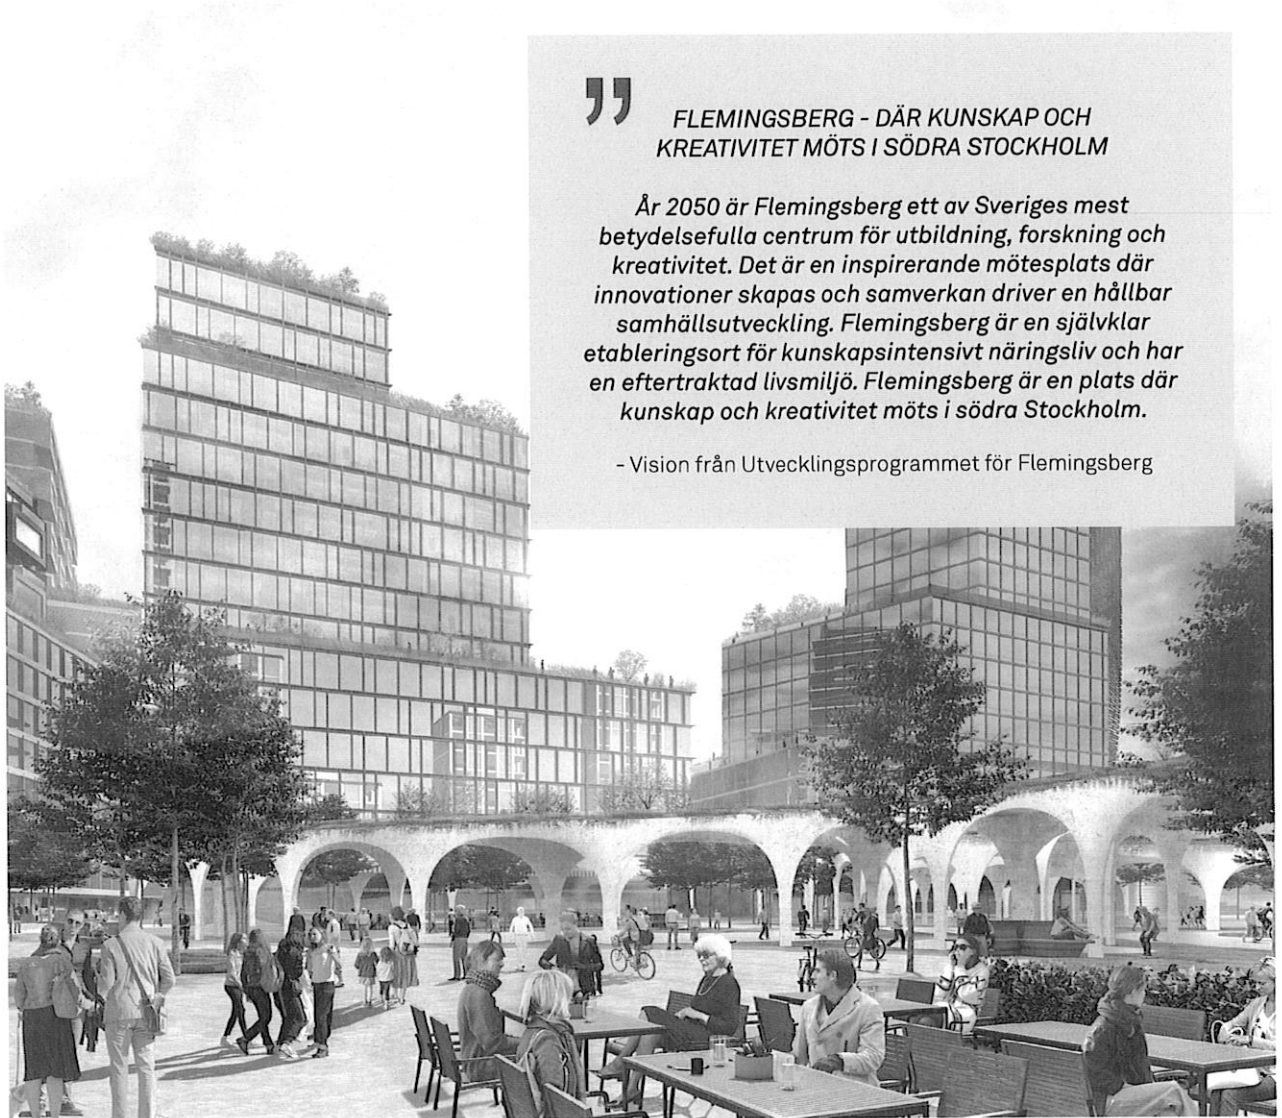 ”
FLEMINGSBERG - DÄR KUNSKAP OCH
KREATIVITET MÖTS I SÖDRA STOCKHOLM
År 2050 är Flemingsberg ett av Sveriges mest
betydelsefulla centrum för utbildning, forskning och
kreativitet. Det är en inspirerande mötesplats där
innovationer skapas och samverkan driver en hållbar
samhällsutveckling. Flemingsberg är en självklar
etableringsort för kunskapsintensivt näringsliv och har
en eftertraktad livsmiljö. Flemingsberg är en plats där
kunskap och kreativitet möts i södra Stockholm.
- Vision från Utvecklingsprogrammet för Flemingsberg